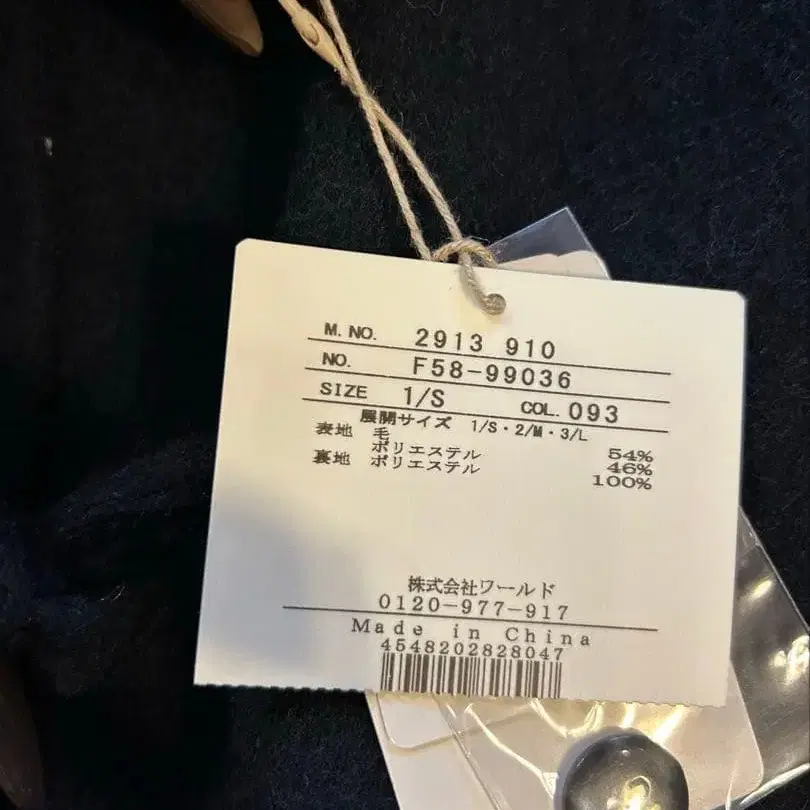 M. NO. 2913 910
NO. F58-99036
SIZE 1/S COL. 093
展開サイズ 1/S・2/M・3/L
表地 毛 54%
ポリエステル 46%
裏地 ポリエステル 100%
株式会社ワールド
0120-977-917
Made in China
4548202828047